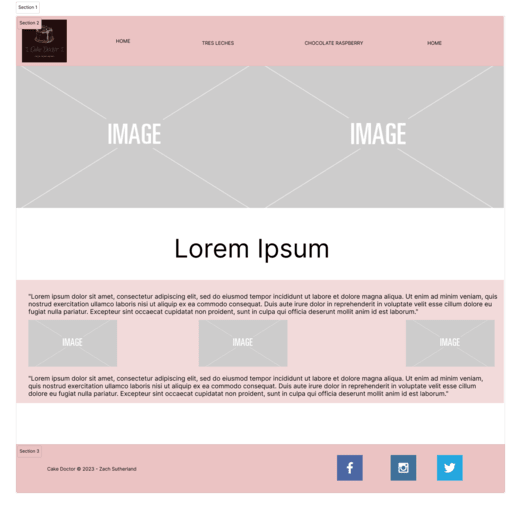 Section 1
Section 2
Cake Doctor
HOME
TRES LECHES
CHOCOLATE RASPBERRY
HOME
IMAGE
IMAGE
Lorem Ipsum
"Lorem ipsum dolor sit amet, consectetur adipiscing elit, sed do eiusmod tempor incididunt ut labore et dolore magna aliqua. Ut enim ad minim veniam, quis
nostrud exercitation ullamco laboris nisi ut aliquip ex ea commodo consequat. Duis aute irure dolor in reprehenderit in voluptate velit esse cillum dolore eu
fugiat nulla pariatur. Excepteur sint occaecat cupidatat non proident, sunt in culpa qui officia deserunt mollit anim id est laborum."
IMAGE
IMAGE
IMAGE
"Lorem ipsum dolor sit amet, consectetur adipiscing elit, sed do eiusmod tempor incididunt ut labore et dolore magna aliqua. Ut enim ad minim veniam,
quis nostrud exercitation ullamco laboris nisi ut aliquip ex ea commodo consequat. Duis aute irure dolor in reprehenderit in voluptate velit esse cillum
dolore eu fugiat nulla pariatur. Excepteur sint occaecat cupidatat non proident, sunt in culpa qui officia deserunt mollit anim id est laborum."
Section 3
Cake Doctor © 2023 - Zach Sutherland